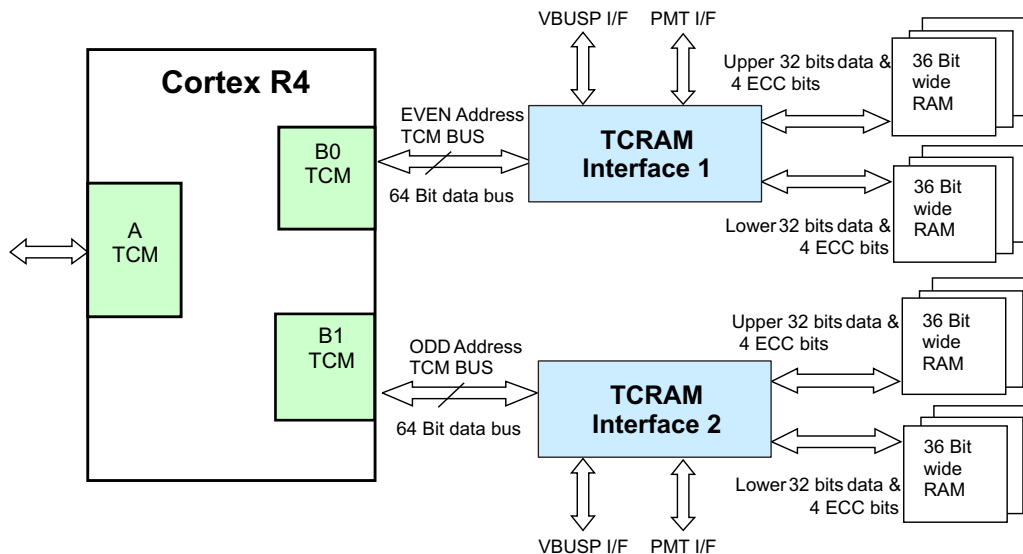 VBUSP I/F
PMT I/F
Cortex R4
Upper 32 bits data &
4 ECC bits
36 Bit
wide
RAM
EVEN Address
TCM BUS
64 Bit data bus
B0
TCM
TCRAM
Interface 1
36 Bit
wide
RAM
Lower 32 bits data &
4 ECC bits
A
TCM
B1
TCM
ODD Address
TCM BUS
64 Bit data bus
TCRAM
Interface 2
Upper 32 bits data &
4 ECC bits
36 Bit
wide
RAM
36 Bit
wide
RAM
Lower 32 bits data &
4 ECC bits
VBUSP I/F
PMT I/F